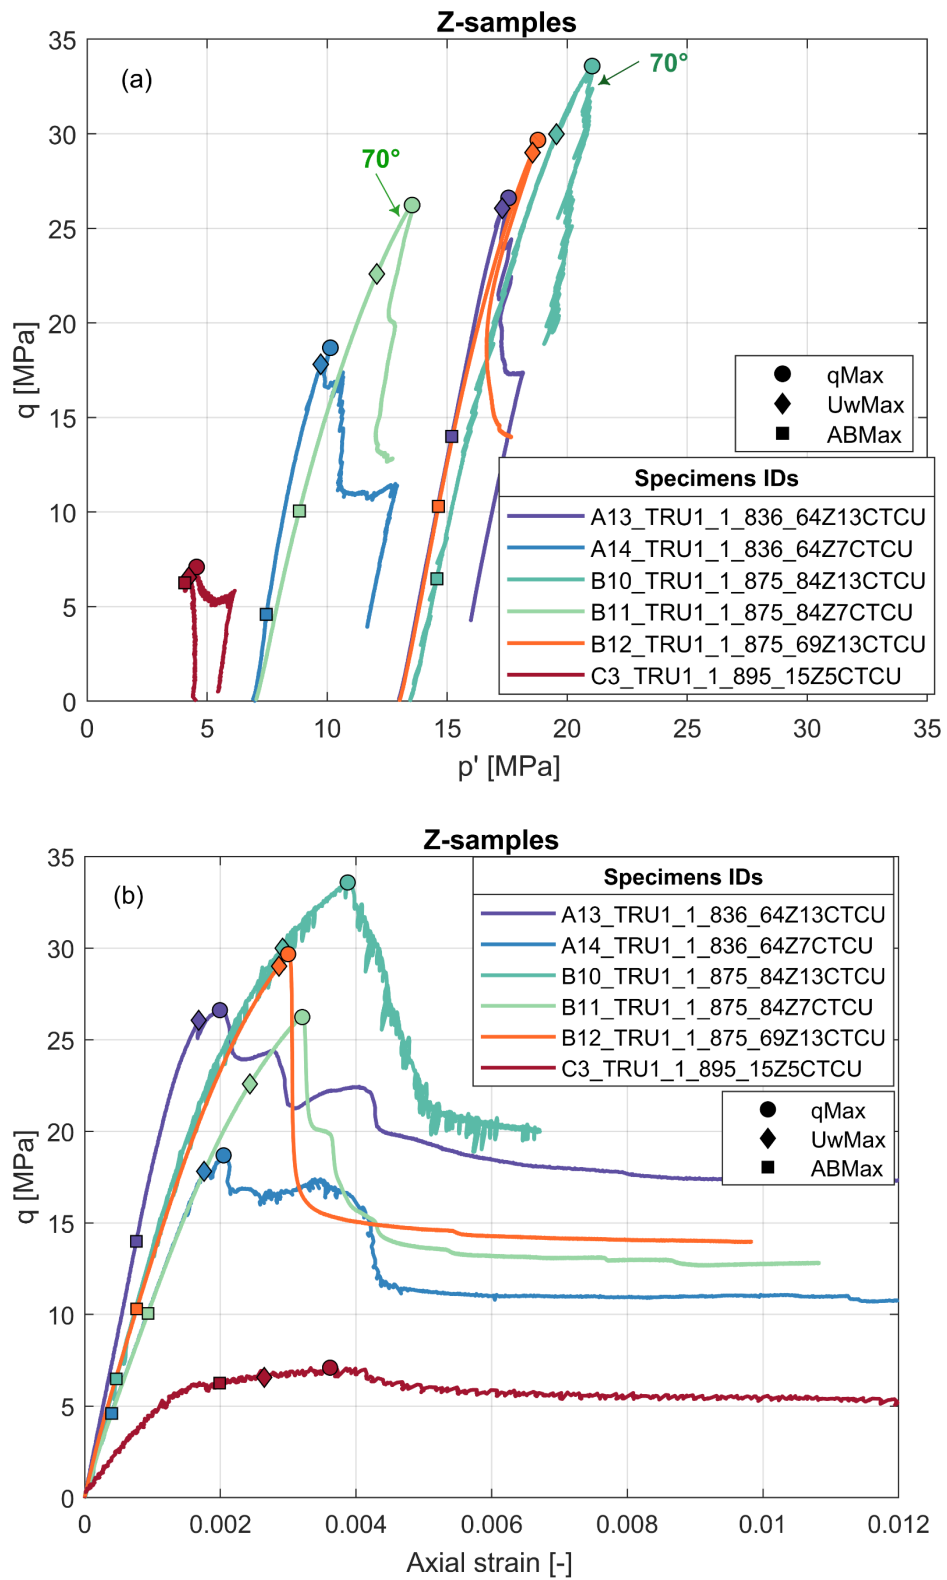 Z-samples
35
30
25
20
15
10
5
0
q [MPa]
(a)
70°
70°
qMax
UwMax
ABMax
Specimens IDs
A13_TRU1_1_836_64Z13CTCU
A14_TRU1_1_836_64Z7CTCU
B10_TRU1_1_875_84Z13CTCU
B11_TRU1_1_875_84Z7CTCU
B12_TRU1_1_875_69Z13CTCU
C3_TRU1_1_895_15Z5CTCU
0 5 10 15 20 25 30 35
p' [MPa]
Z-samples
35
30
25
20
15
10
5
0
q [MPa]
(b)
Specimens IDs
A13_TRU1_1_836_64Z13CTCU
A14_TRU1_1_836_64Z7CTCU
B10_TRU1_1_875_84Z13CTCU
B11_TRU1_1_875_84Z7CTCU
B12_TRU1_1_875_69Z13CTCU
C3_TRU1_1_895_15Z5CTCU
qMax
UwMax
ABMax
0 0.002 0.004 0.006 0.008 0.01 0.012
Axial strain [-]